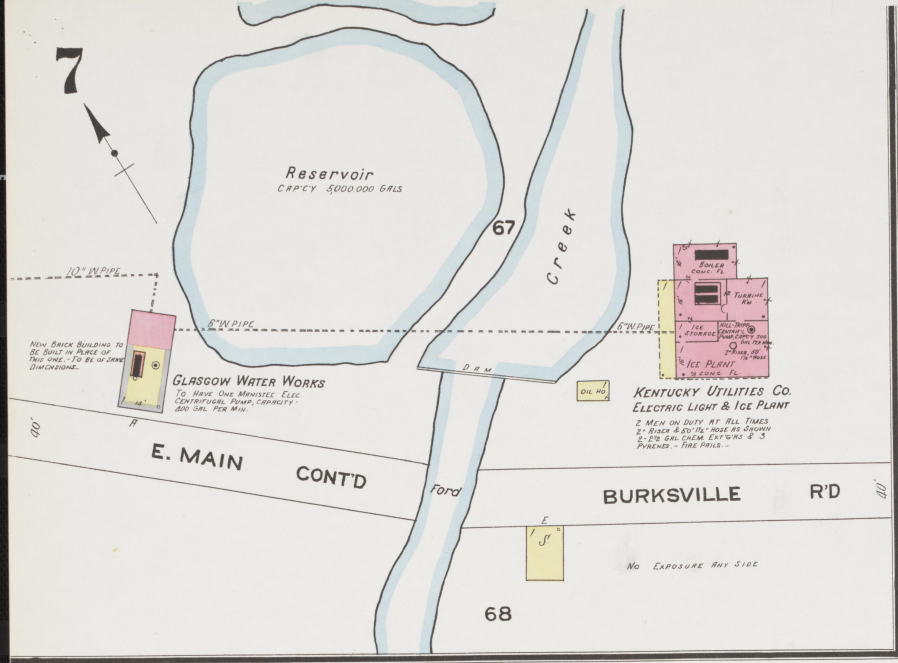 7
Reservoir
CAP'CY 5,000,000 GALS
67
Creek
10" W. PIPE
6" W. PIPE
6" W. PIPE
BOILER
CONC. FL.
TURBINE
RM.
ICE
STORAGE
ICE PLANT
CONC. FL.
NEW BRICK BUILDING TO
BE BUILT IN PLACE OF
THIS ONE. - TO BE OF SAME
DIMENSIONS.
GLASGOW WATER WORKS
TO HAVE ONE MANISTEE ELEC
CENTRIFUGAL PUMP, CAPACITY-
400 GAL PER MIN.
DAM
OIL HO.
KENTUCKY UTILITIES CO.
ELECTRIC LIGHT & ICE PLANT
2 MEN ON DUTY AT ALL TIMES
2" RISER & 50' 1½" HOSE AS SHOWN
2-2½ GAL CHEM. EXT'G'RS & 3
PYRENES. - FIRE PAILS. -
40'
E. MAIN CONT'D
Ford
BURKSVILLE R'D
40'
E
1
S
NO EXPOSURE ANY SIDE
68